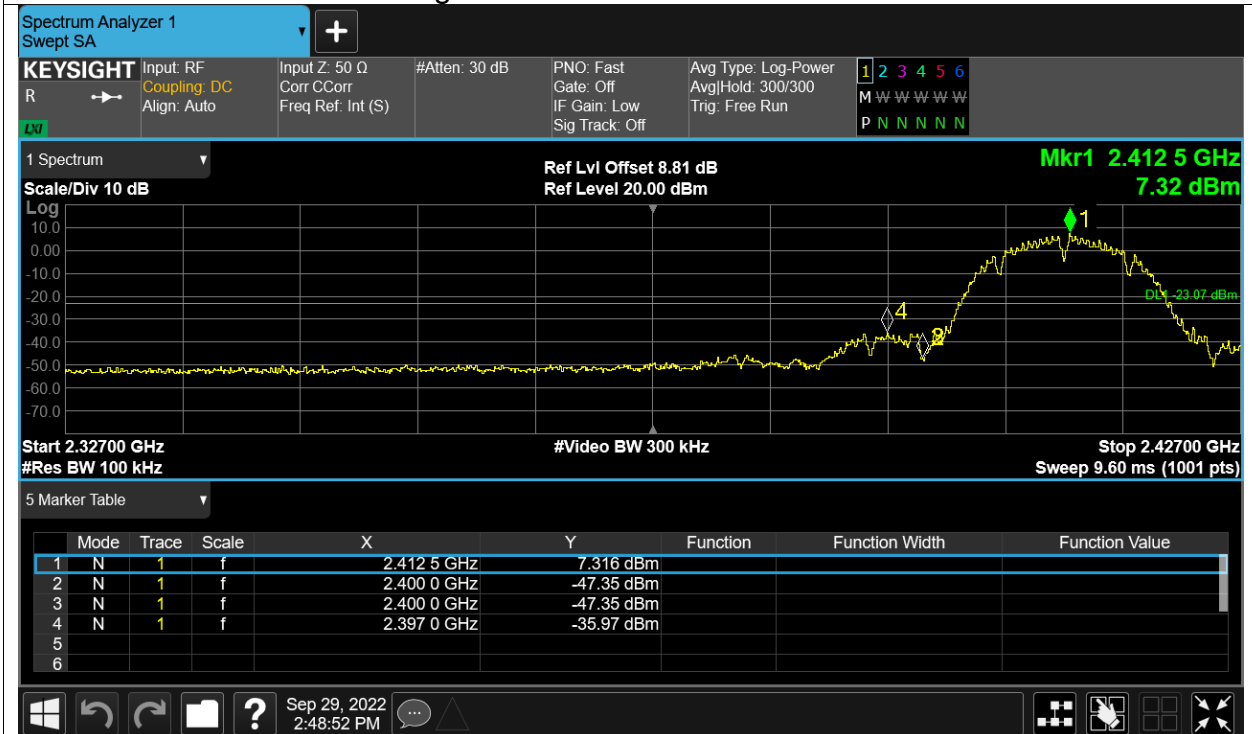 Spectrum Analyzer 1
Swept SA
+
KEYSIGHT
R
LXI
Input: RF
Coupling: DC
Align: Auto
Input Z: 50 Ω
Corr CCorr
Freq Ref: Int (S)
#Atten: 30 dB
PNO: Fast
Gate: Off
IF Gain: Low
Sig Track: Off
Avg Type: Log-Power
Avg|Hold: 300/300
Trig: Free Run
1 2 3 4 5 6
M W W W W W
P N N N N N
1 Spectrum
Scale/Div 10 dB
Ref Lvl Offset 8.81 dB
Ref Level 20.00 dBm
Mkr1 2.412 5 GHz
7.32 dBm
Log
10.0
0.00
-10.0
-20.0
-30.0
-40.0
-50.0
-60.0
-70.0
1
DL1 -23.07 dBm
4
Start 2.32700 GHz
#Res BW 100 kHz
#Video BW 300 kHz
Stop 2.42700 GHz
Sweep 9.60 ms (1001 pts)
5 Marker Table
Mode Trace Scale X Y Function Function Width Function Value
1 N 1 f 2.412 5 GHz 7.316 dBm
2 N 1 f 2.400 0 GHz -47.35 dBm
3 N 1 f 2.400 0 GHz -47.35 dBm
4 N 1 f 2.397 0 GHz -35.97 dBm
5
6
?
Sep 29, 2022
2:48:52 PM